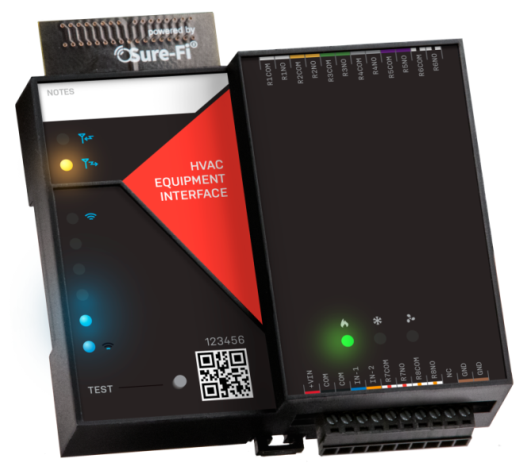 powered by
Sure-Fi®
NOTES
HVAC
EQUIPMENT
INTERFACE
123456
TEST
R1COM
R1NO
R2COM
R2NO
R3COM
R3NO
R4COM
R4NO
R5COM
R5NO
R6COM
R6NO
+VIN
COM
COM
IN-1
IN-2
R7COM
R7NO
R8COM
R8NO
NC
GND
GND